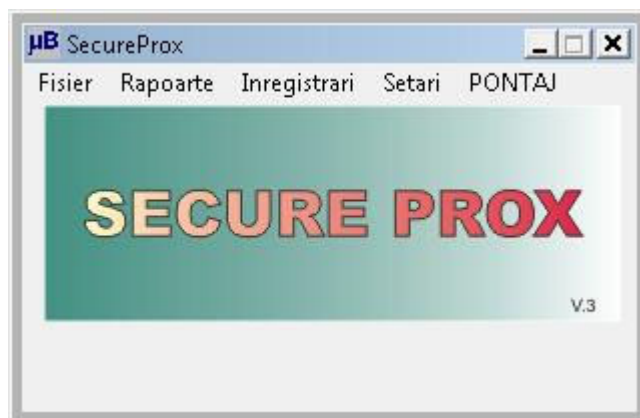 µB SecureProx
Fisier Rapoarte Inregistrari Setari PONTAJ
SECURE PROX
V.3